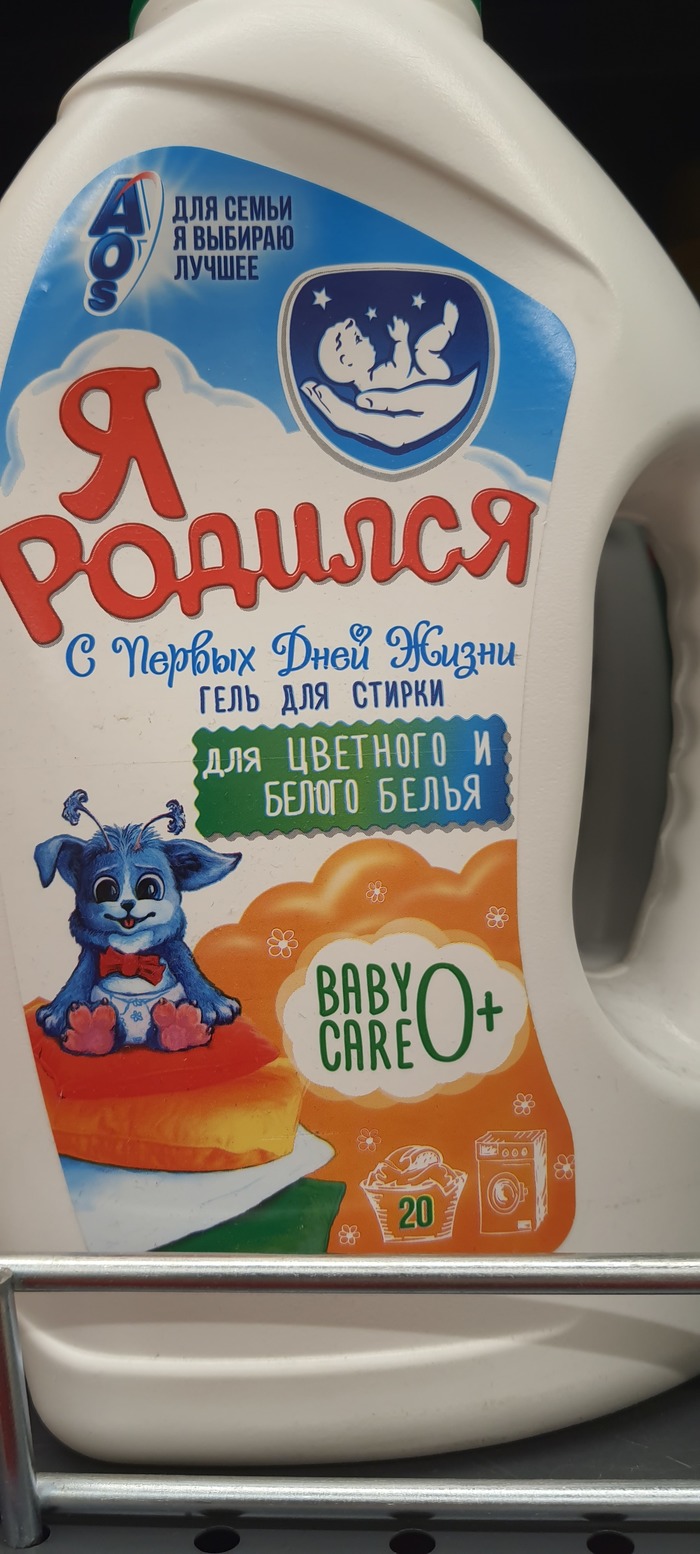 AOS
ДЛЯ СЕМЬИ
Я ВЫБИРАЮ
ЛУЧШЕЕ
Я
РОДИЛСЯ
С Первых Дней Жизни
ГЕЛЬ ДЛЯ СТИРКИ
для ЦВЕТНОГО И
БЕЛОГО БЕЛЬЯ
BABY
CARE 0+
20